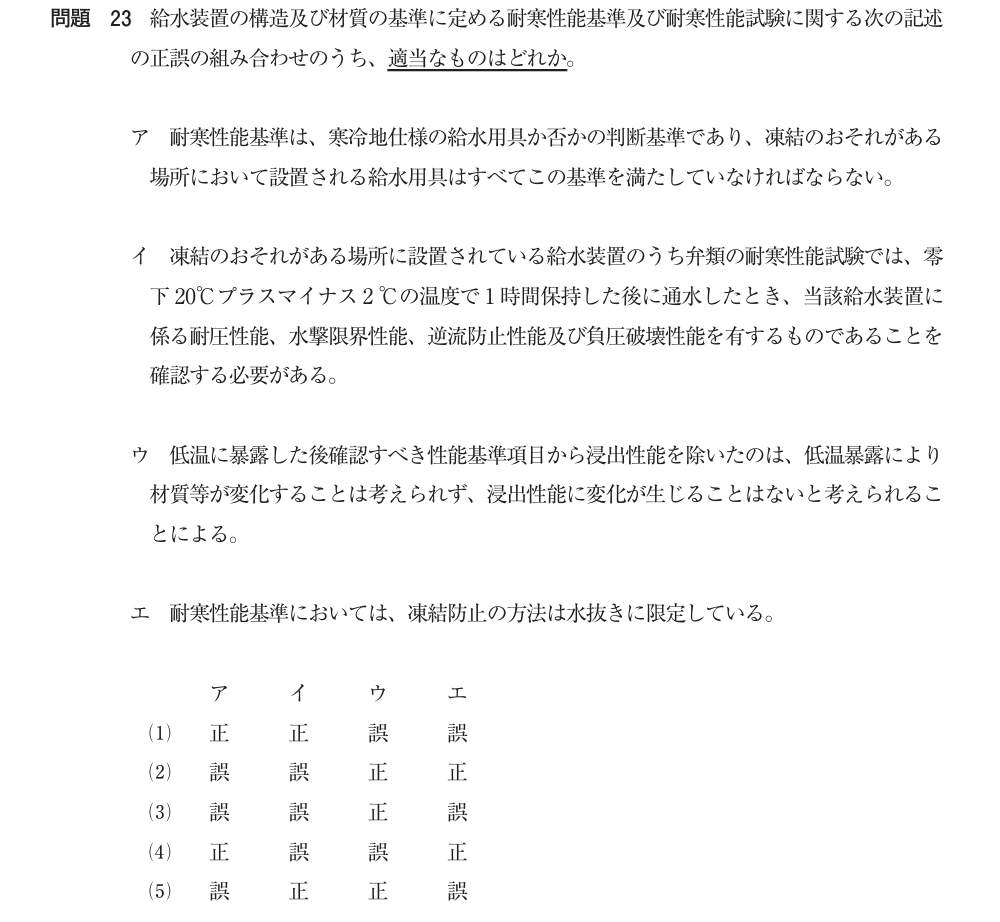 問題 23 給水装置の構造及び材質の基準に定める耐寒性能基準及び耐寒性能試験に関する次の記述
の正誤の組み合わせのうち、適当なものはどれか。
ア 耐寒性能基準は、寒冷地仕様の給水用具か否かの判断基準であり、凍結のおそれがある
場所において設置される給水用具はすべてこの基準を満たしていなければならない。
イ 凍結のおそれがある場所に設置されている給水装置のうち弁類の耐寒性能試験では、零
下 20℃プラスマイナス 2 ℃の温度で 1 時間保持した後に通水したとき、当該給水装置に
係る耐圧性能、水撃限界性能、逆流防止性能及び負圧破壊性能を有するものであることを
確認する必要がある。
ウ 低温に暴露した後確認すべき性能基準項目から浸出性能を除いたのは、低温暴露により
材質等が変化することは考えられず、浸出性能に変化が生じることはないと考えられるこ
とによる。
エ 耐寒性能基準においては、凍結防止の方法は水抜きに限定している。
ア イ ウ エ
(1) 正 正 誤 誤
(2) 誤 誤 正 正
(3) 誤 誤 正 誤
(4) 正 誤 誤 正
(5) 誤 正 正 誤